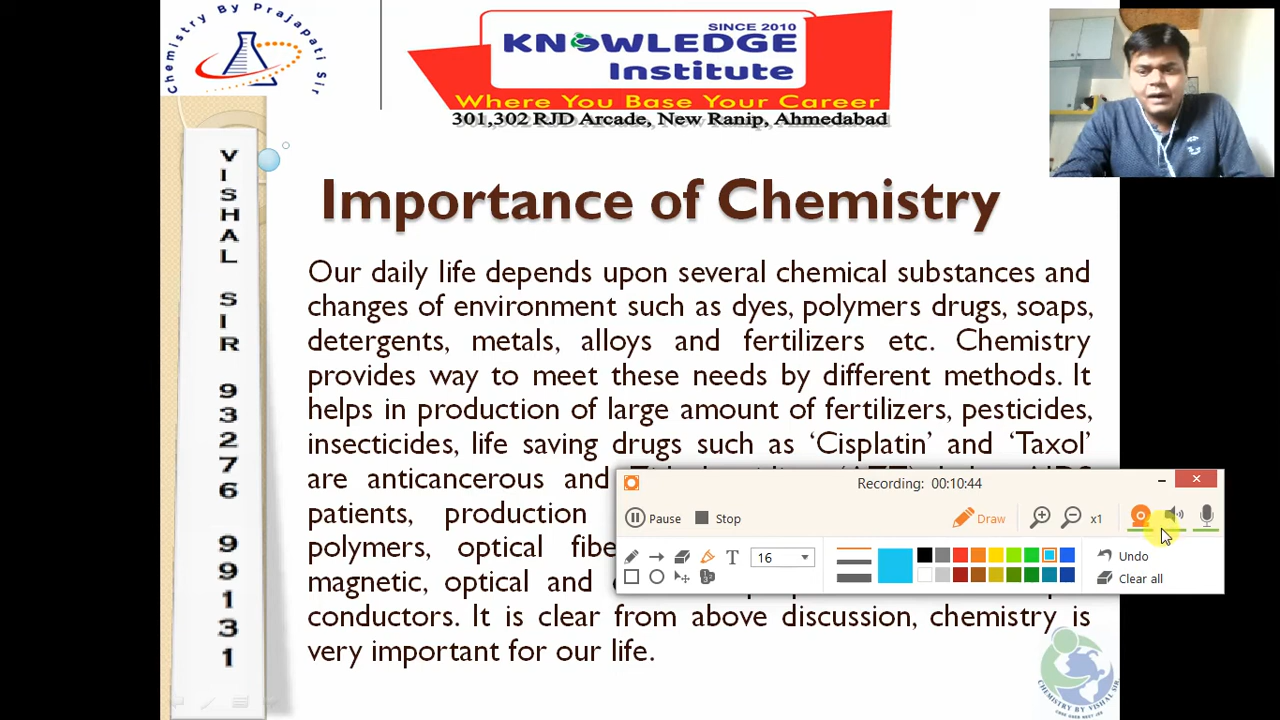 Chemistry By Prajapati Sir
SINCE 2010
KNOWLEDGE
Institute
Where You Base Your Career
301,302 RJD Arcade, New Ranip, Ahmedabad
VISHAL SIR 93276 99131
Importance of Chemistry
Our daily life depends upon several chemical substances and
changes of environment such as dyes, polymers drugs, soaps,
detergents, metals, alloys and fertilizers etc. Chemistry
provides way to meet these needs by different methods. It
helps in production of large amount of fertilizers, pesticides,
insecticides, life saving drugs such as ‘Cisplatin’ and ‘Taxol’
are anticancerous and
patients, production
polymers, optical
magnetic, optical and
conductors. It is clear from above discussion, chemistry is
very important for our life.
Recording: 00:10:44
Pause Stop Draw x1
T 16 Undo
Clear all
CHEMISTRY BY VISHAL SIR